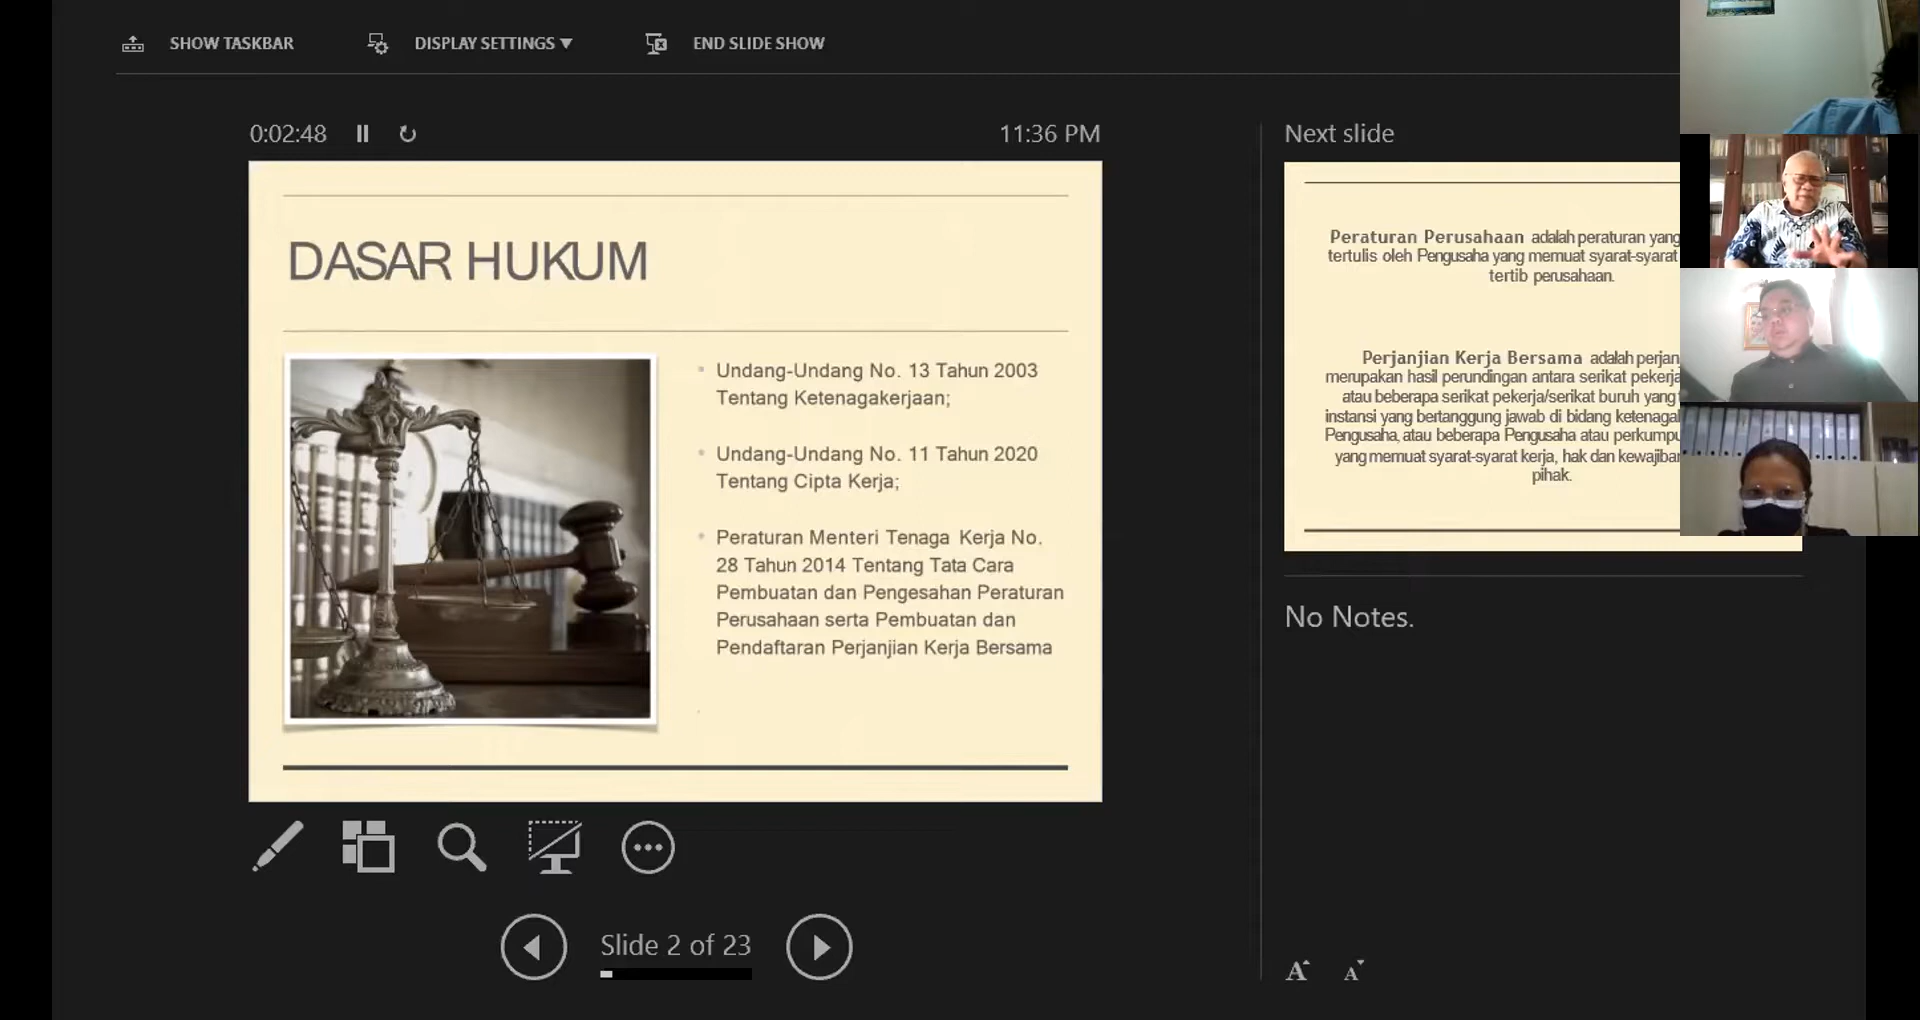 SHOW TASKBAR
DISPLAY SETTINGS
END SLIDE SHOW
0:02:48
11:36 PM
DASAR HUKUM
Undang-Undang No. 13 Tahun 2003
Tentang Ketenagakerjaan;
Undang-Undang No. 11 Tahun 2020
Tentang Cipta Kerja;
Peraturan Menteri Tenaga Kerja No.
28 Tahun 2014 Tentang Tata Cara
Pembuatan dan Pengesahan Peraturan
Perusahaan serta Pembuatan dan
Pendaftaran Perjanjian Kerja Bersama
Slide 2 of 23
Next slide
Peraturan Perusahaan adalah peraturan yang
tertulis oleh Pengusaha yang memuat syarat-syarat
tertib perusahaan.
Perjanjian Kerja Bersama adalah
merupakan hasil perundingan antara serikat
atau beberapa serikat pekerja/serikat buruh yang
instansi yang bertanggung jawab di bidang
Pengusaha, atau beberapa Pengusaha atau
yang memuat syarat-syarat kerja, hak dan
pihak.
No Notes.
A A